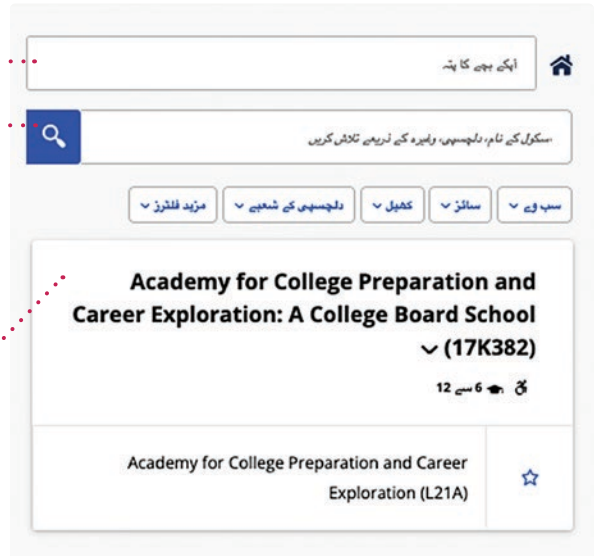 آپکے بچے کا پتہ
سکول کے نام، دلچسپی، وغیرہ کے ذریعے تلاش کریں.
سب وے سائز کھیل دلچسپی کے شعبے مزید فلٹرز
Academy for College Preparation and
Career Exploration: A College Board School
(17K382)
6 سے 12
Academy for College Preparation and Career
Exploration (L21A)